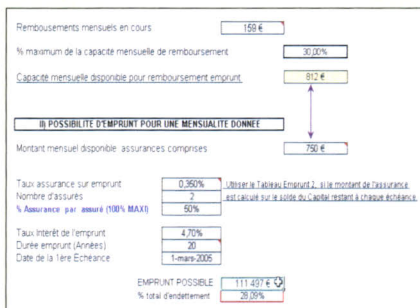 Remboursements mensuels en cours 159 €
% maximum de la capacité mensuelle de remboursement 30,00%
Capacité mensuelle disponible pour remboursement emprunt 812 €
II) POSSIBILITE D'EMPRUNT POUR UNE MENSUALITE DONNEE
Montant mensuel disponible assurances comprises 750 €
Taux assurance sur emprunt 0,350% Utiliser le Tableau Emprunt 2, si le montant de l'assurance
Nombre d'assurés 2 est calculé sur le solde du Capital restant à chaque échéance.
% Assurance par assuré (100% MAXI) 50%
Taux Intérêt de l'emprunt 4,70%
Durée emprunt (Années) 20
Date de la 1ère Echéance 1-mars-2005
EMPRUNT POSSIBLE 111 497 €
% total d'endettement 28,09%